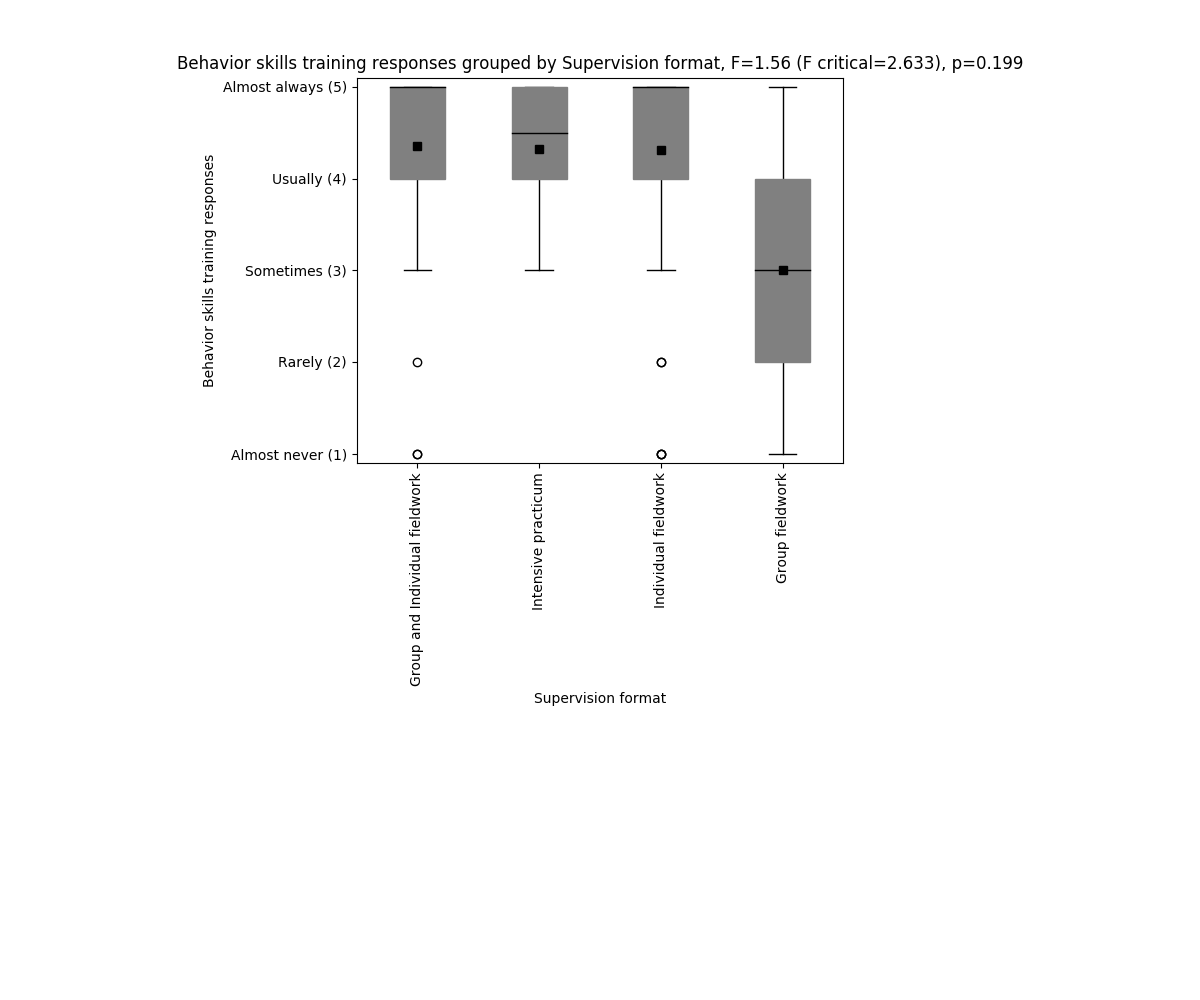 Behavior skills training responses grouped by Supervision format, F=1.56 (F critical=2.633), p=0.199
Behavior skills training responses
Almost always (5)
Usually (4)
Sometimes (3)
Rarely (2)
Almost never (1)
Group and Individual fieldwork
Intensive practicum
Individual fieldwork
Group fieldwork
Supervision format